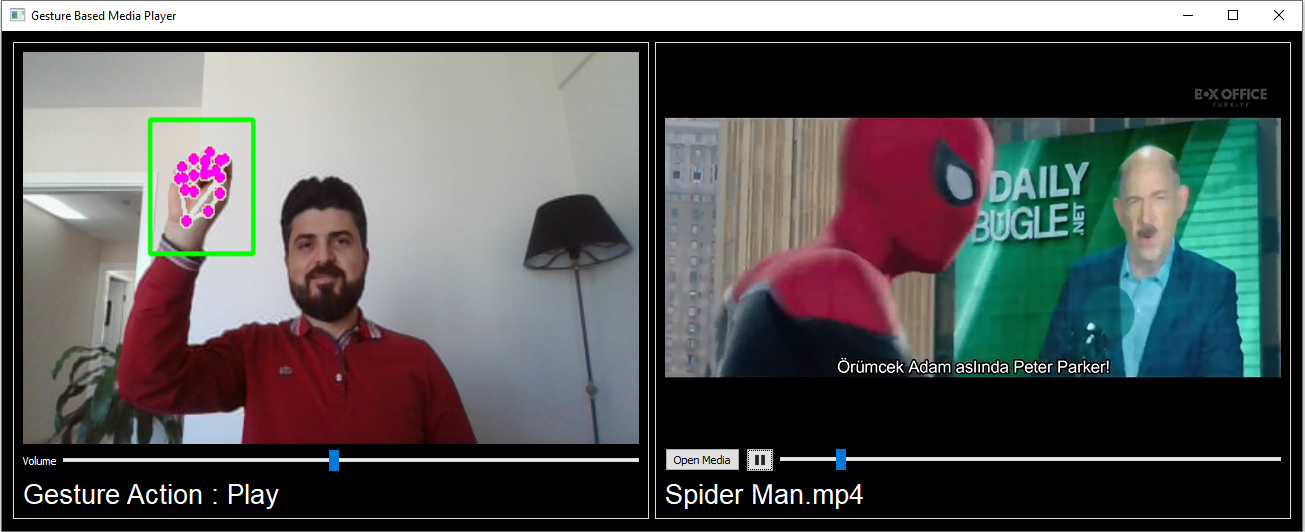 Gesture Based Media Player
Volume
Gesture Action : Play
BOX OFFICE
TÜRKİYE
DAILY
BUGLE
.NET
Örümcek Adam aslında Peter Parker!
Open Media
Spider Man.mp4